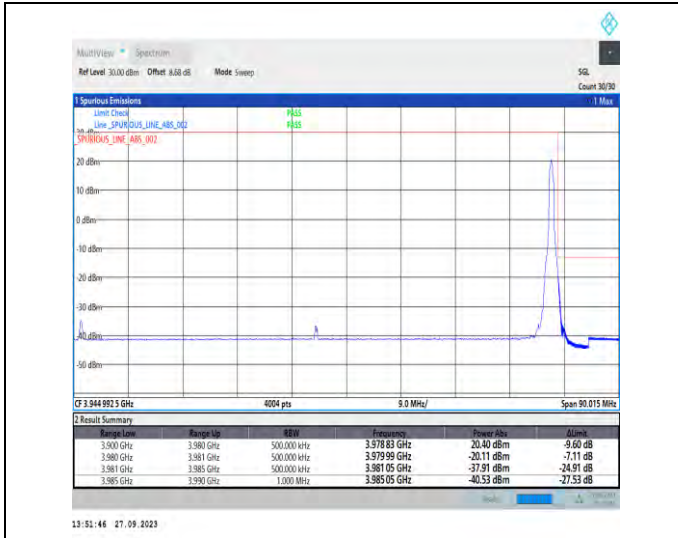 MultiView Spectrum
Ref Level 30.00 dBm Offset 8.68 dB Mode Sweep SGL
Count 30/30
1 Spurious Emissions 1 Max
Limit Check PASS
Line _SPURIOUS_LINE_ABS_002 PASS
_SPURIOUS_LINE_ABS_002
20 dBm
10 dBm
0 dBm
-10 dBm
-20 dBm
-30 dBm
-40 dBm
-50 dBm
CF 3.944 992 5 GHz 4004 pts 9.0 MHz/ Span 90.015 MHz
2 Result Summary
Range Low Range Up RBW Frequency Power Abs ΔLimit
3.900 GHz 3.980 GHz 500.000 kHz 3.978 83 GHz 20.40 dBm -9.60 dB
3.980 GHz 3.981 GHz 500.000 kHz 3.979 99 GHz -20.11 dBm -7.11 dB
3.981 GHz 3.985 GHz 500.000 kHz 3.981 05 GHz -37.91 dBm -24.91 dB
3.985 GHz 3.990 GHz 1.000 MHz 3.985 05 GHz -40.53 dBm -27.53 dB
13:51:46 27.09.2023